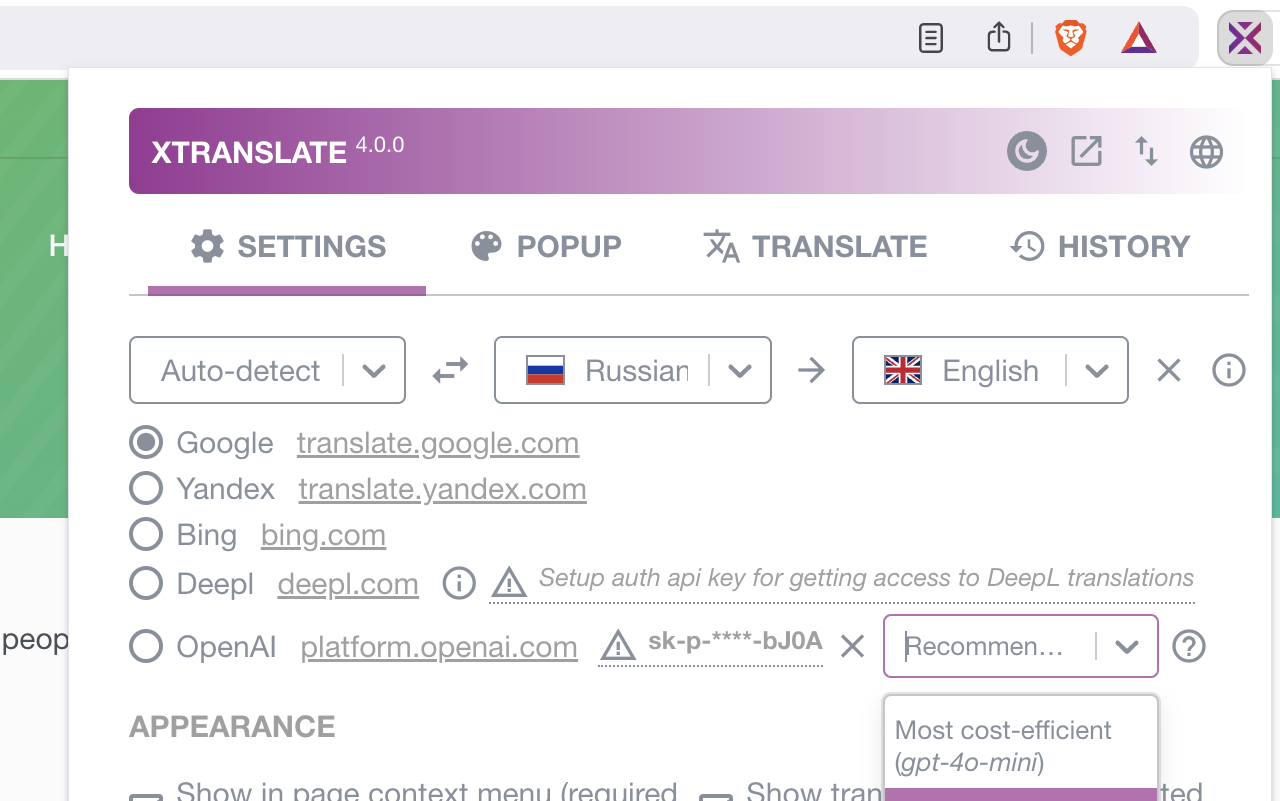 XTRANSLATE 4.0.0
H
SETTINGS POPUP TRANSLATE HISTORY
Auto-detect Russian English
Google translate.google.com
Yandex translate.yandex.com
Bing bing.com
Deepl deepl.com Setup auth api key for getting access to DeepL translations
peop
OpenAI platform.openai.com sk-p-****-bJ0A Recommen…
APPEARANCE
Most cost-efficient
(gpt-4o-mini)
Show in page context menu (required Show tran ted